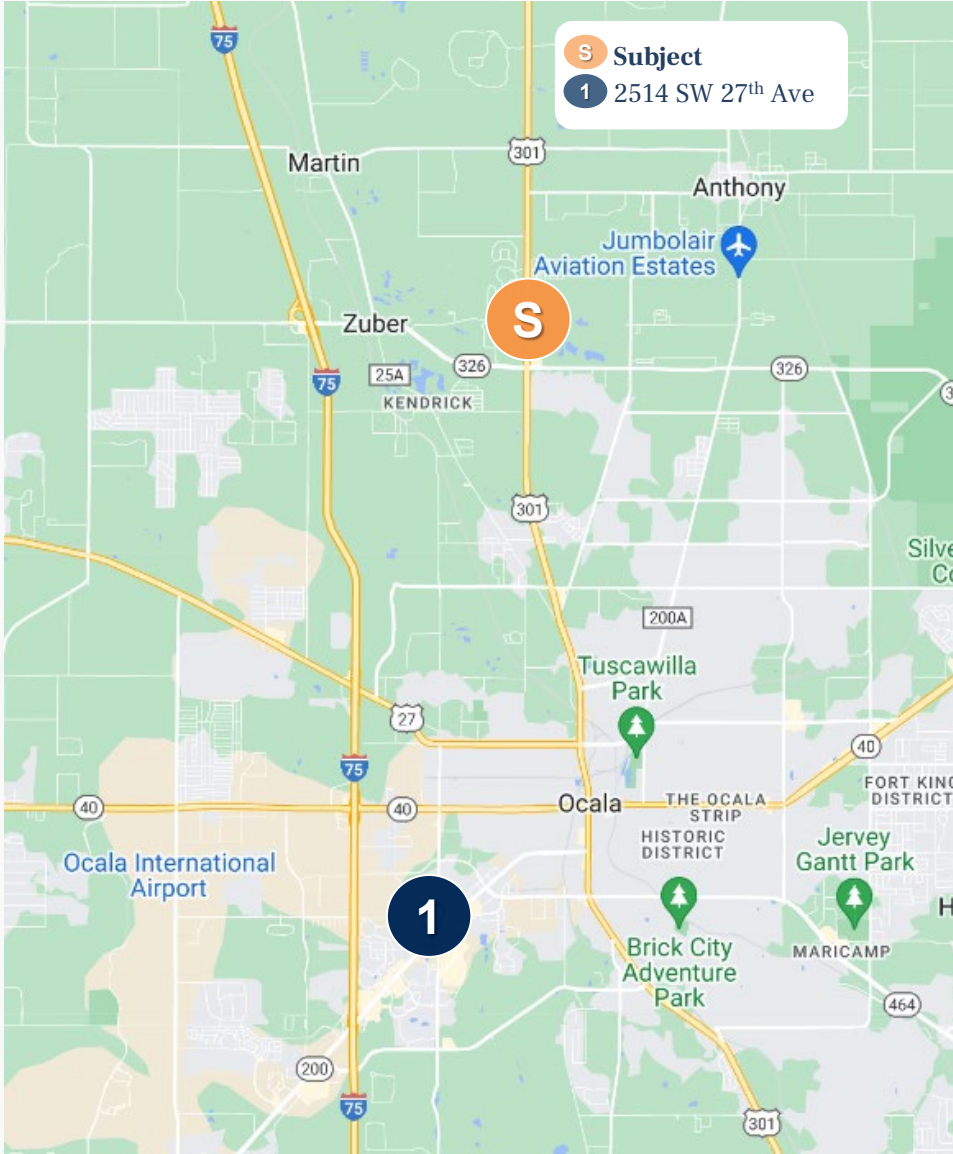 75
S Subject
1 2514 SW 27th Ave
301
Martin
Anthony
Jumbolair
Aviation Estates
S
Zuber
326
25A
75
326
KENDRICK
301
200A
Tuscawilla
Park
27
40
75
40
40
Ocala
THE OCALA
STRIP
FORT KING
DISTRICT
HISTORIC
DISTRICT
Jervey
Gantt Park
Ocala International
Airport
1
Brick City
Adventure
Park
MARICAMP
464
200
75
301